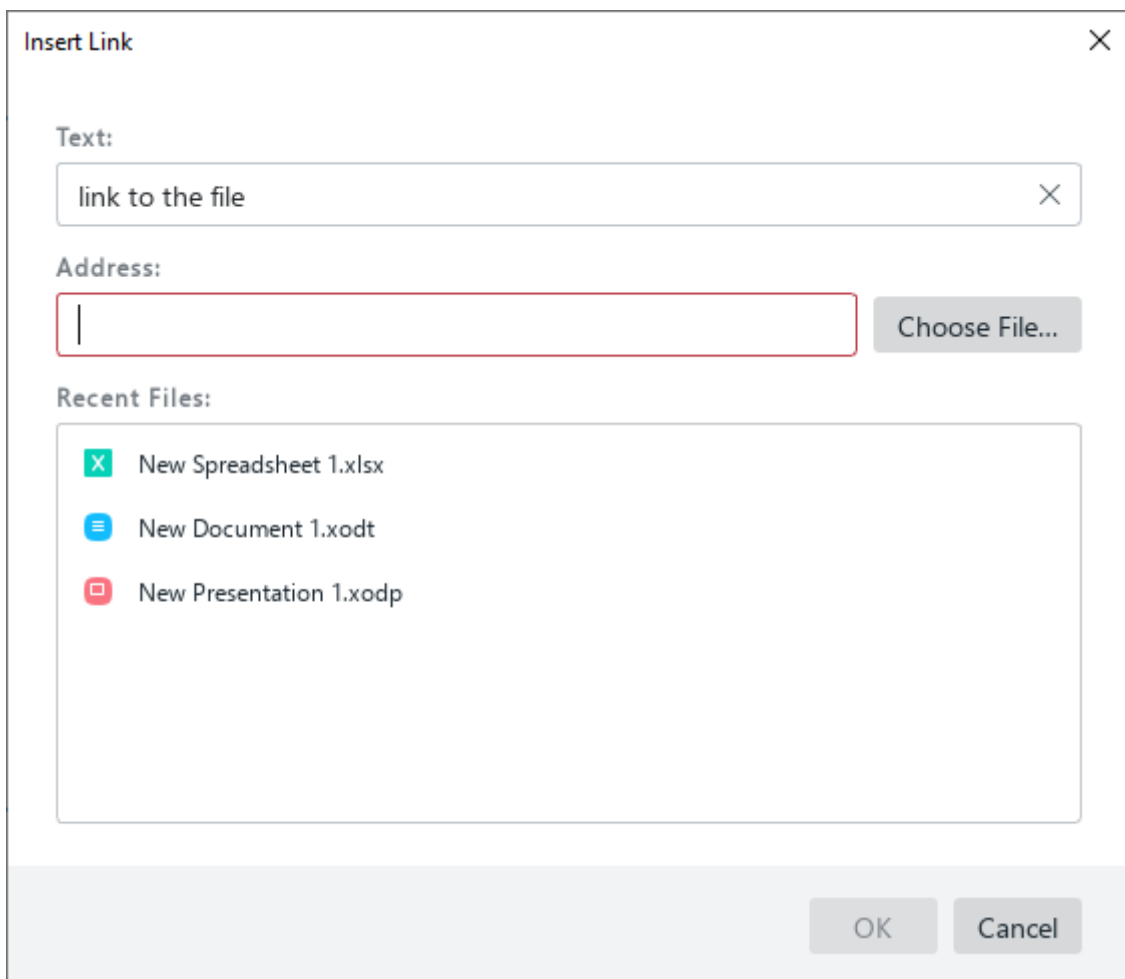 Insert Link
Text:
link to the file
Address:
Choose File...
Recent Files:
New Spreadsheet 1.xlsx
New Document 1.xodt
New Presentation 1.xodp
OK
Cancel